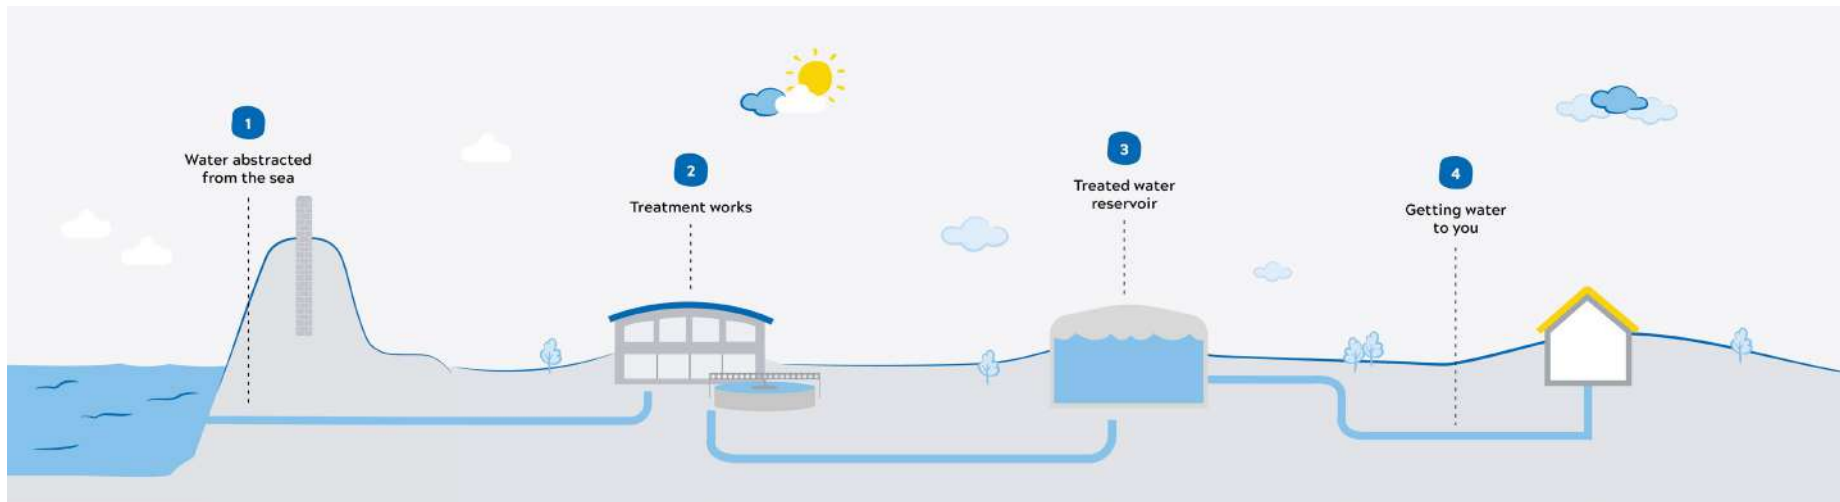 1
Water abstracted
from the sea
2
Treatment works
3
Treated water
reservoir
4
Getting water
to you